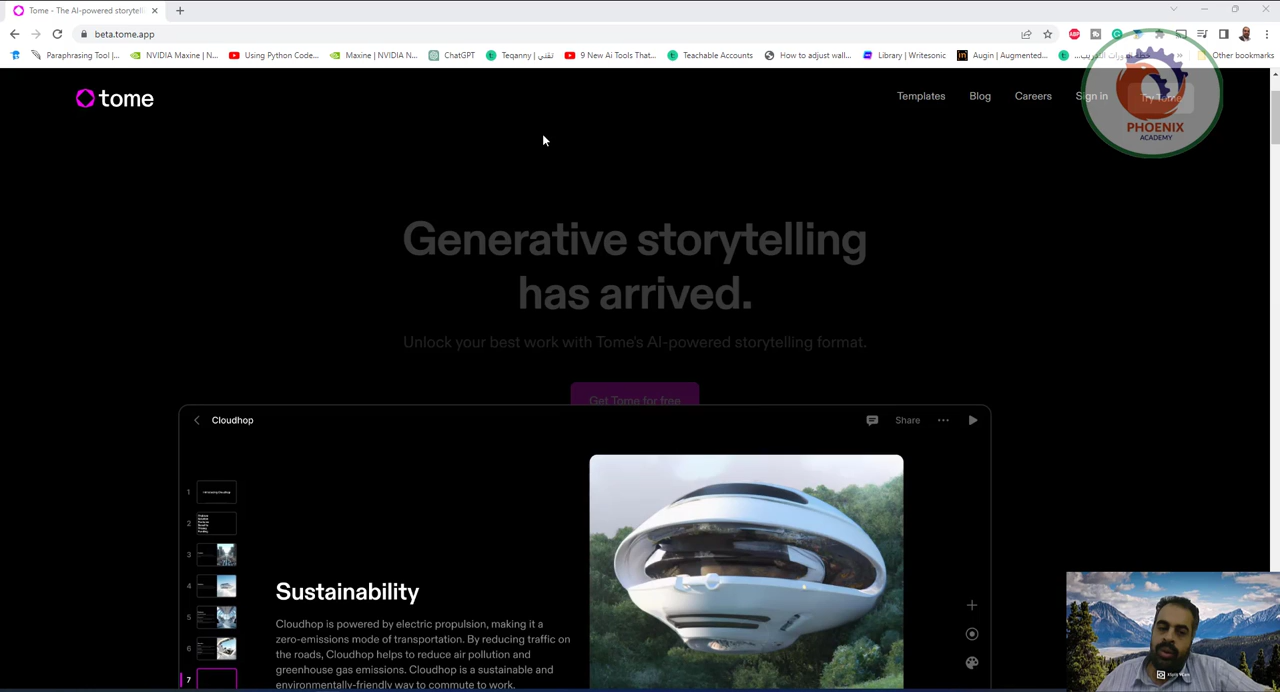 Tome - The AI-powered storytell
beta.tome.app
Paraphrasing Tool |...
NVIDIA Maxine | N...
Using Python Code...
Maxine | NVIDIA N...
ChatGPT
Teqanny | تقني
9 New Ai Tools That...
Teachable Accounts
How to adjust wall...
Library | Writesonic
Augin | Augmented...
Other bookmarks
tome
Templates
Blog
Careers
Sign in
Try Tome
PHOENIX
ACADEMY
Generative storytelling
has arrived.
Unlock your best work with Tome's AI-powered storytelling format.
Get Tome for free
Cloudhop
Share
1
2
3
4
5
6
7
Sustainability
Cloudhop is powered by electric propulsion, making it a
zero-emissions mode of transportation. By reducing traffic on
the roads, Cloudhop helps to reduce air pollution and
greenhouse gas emissions. Cloudhop is a sustainable and
environmentally-friendly way to commute to work.